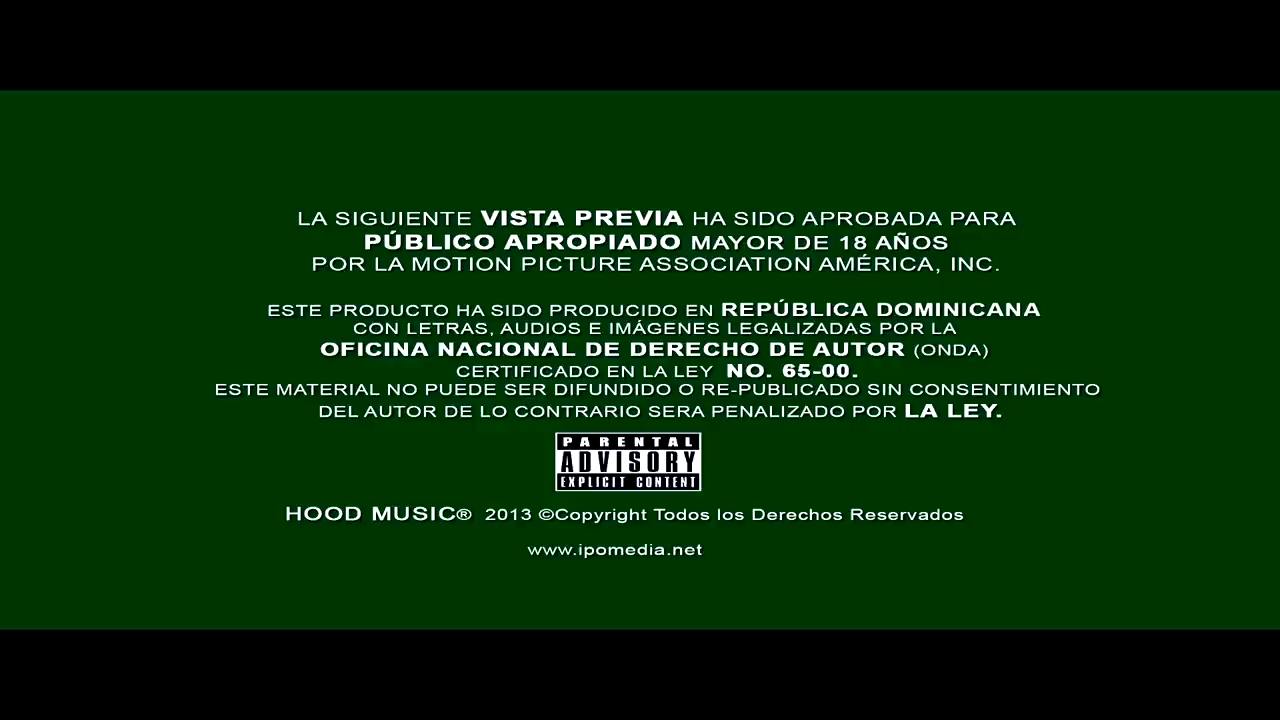 LA SIGUIENTE VISTA PREVIA HA SIDO APROBADA PARA
PÚBLICO APROPIADO MAYOR DE 18 AÑOS
POR LA MOTION PICTURE ASSOCIATION AMÉRICA, INC.
ESTE PRODUCTO HA SIDO PRODUCIDO EN REPÚBLICA DOMINICANA
CON LETRAS, AUDIOS E IMÁGENES LEGALIZADAS POR LA
OFICINA NACIONAL DE DERECHO DE AUTOR (ONDA)
CERTIFICADO EN LA LEY NO. 65-00.
ESTE MATERIAL NO PUEDE SER DIFUNDIDO O RE-PUBLICADO SIN CONSENTIMIENTO
DEL AUTOR DE LO CONTRARIO SERA PENALIZADO POR LA LEY.
PARENTAL
ADVISORY
EXPLICIT CONTENT
HOOD MUSIC® 2013 ©Copyright Todos los Derechos Reservados
www.ipomedia.net